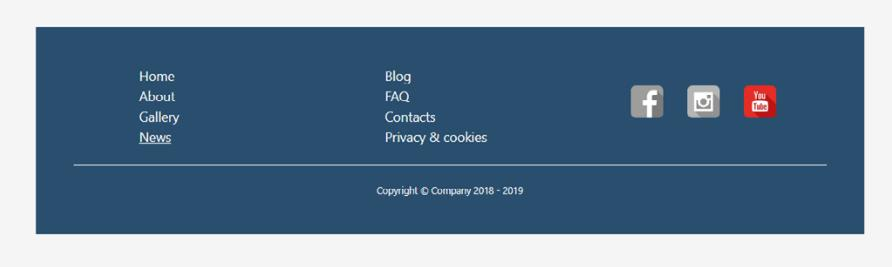 Home
About
Gallery
News
Blog
FAQ
Contacts
Privacy & cookies
You
Tube
Copyright © Company 2018 - 2019